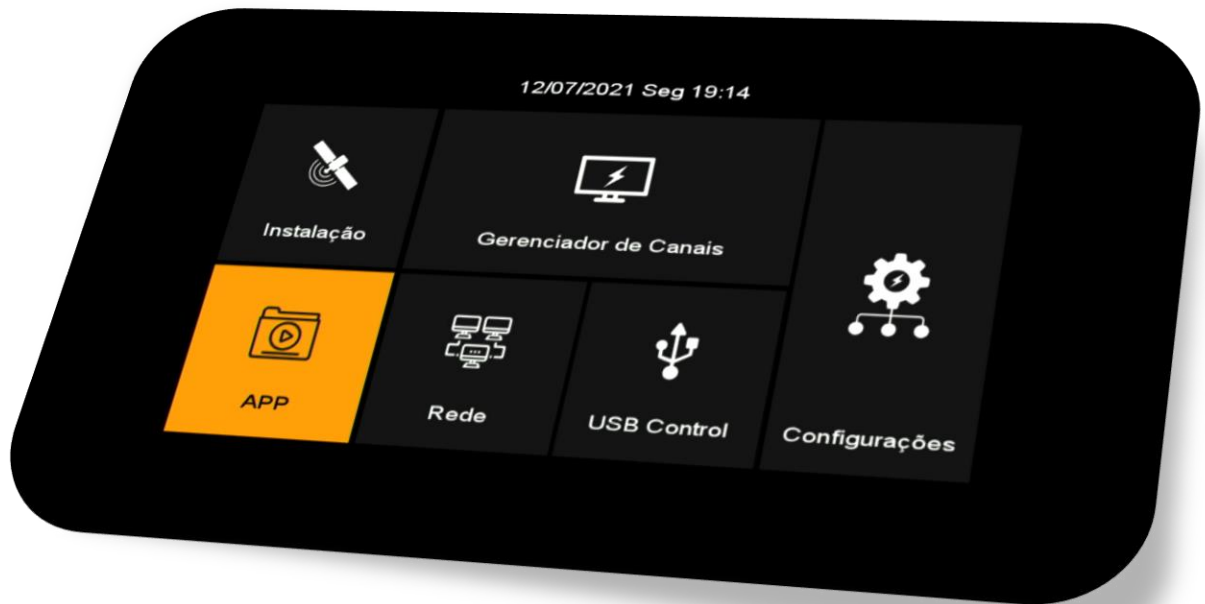 12/07/2021 Seg 19:14
Instalação
Gerenciador de Canais
APP
Rede
USB Control
Configurações